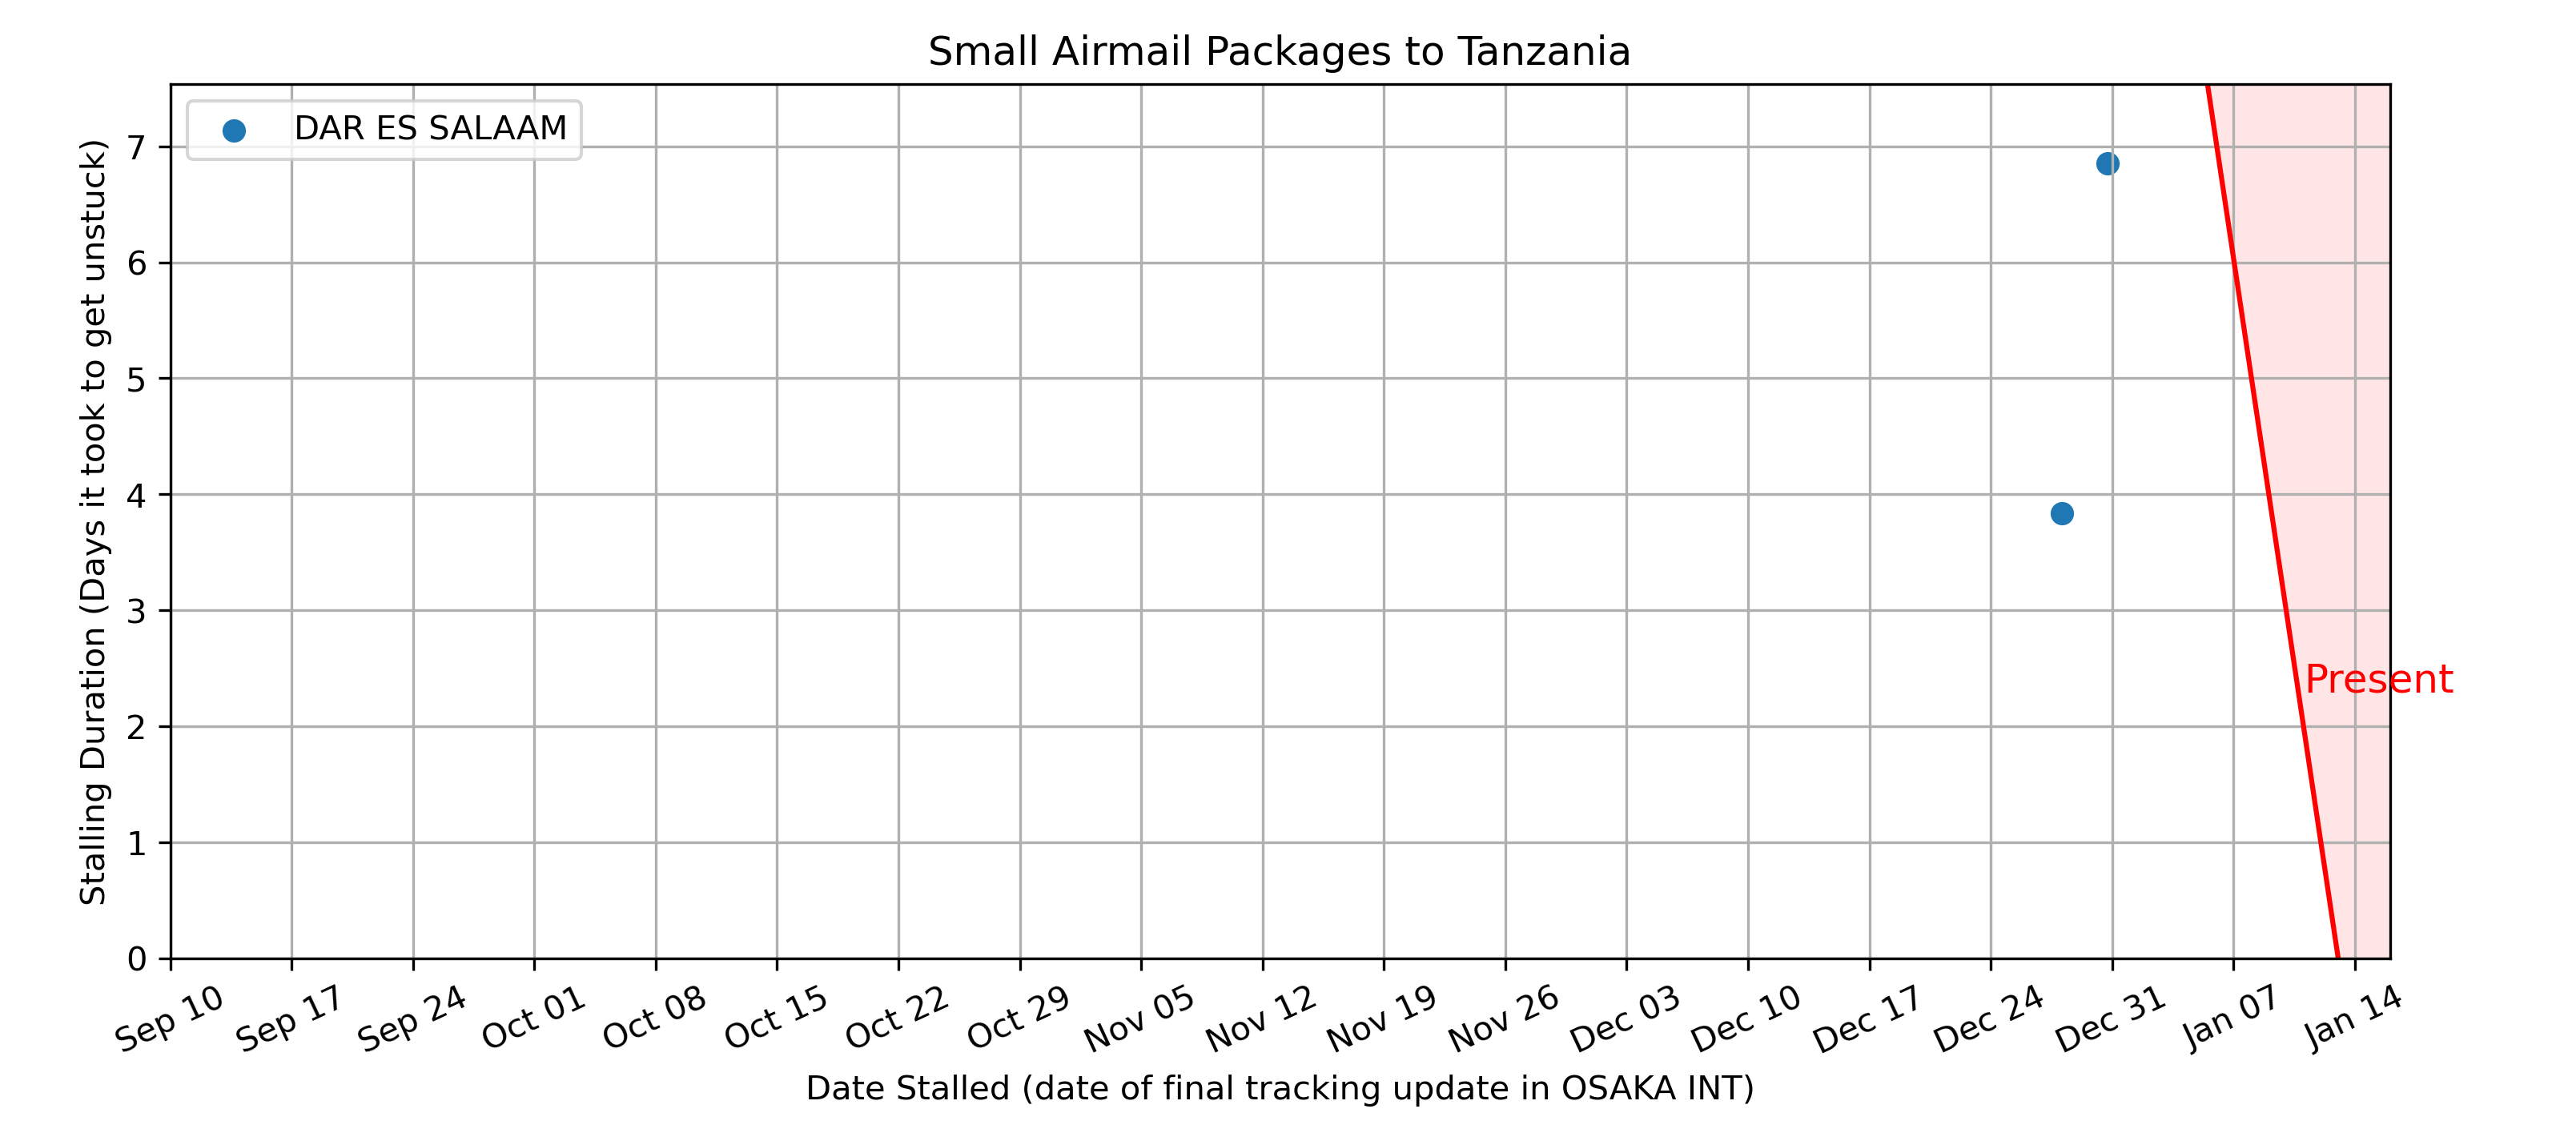 Small Airmail Packages to Tanzania
DAR ES SALAAM
Stalling Duration (Days it took to get unstuck)
7
6
5
4
3
2
1
0
Present
Sep 10
Sep 17
Sep 24
Oct 01
Oct 08
Oct 15
Oct 22
Oct 29
Nov 05
Nov 12
Nov 19
Nov 26
Dec 03
Dec 10
Dec 17
Dec 24
Dec 31
Jan 07
Jan 14
Date Stalled (date of final tracking update in OSAKA INT)